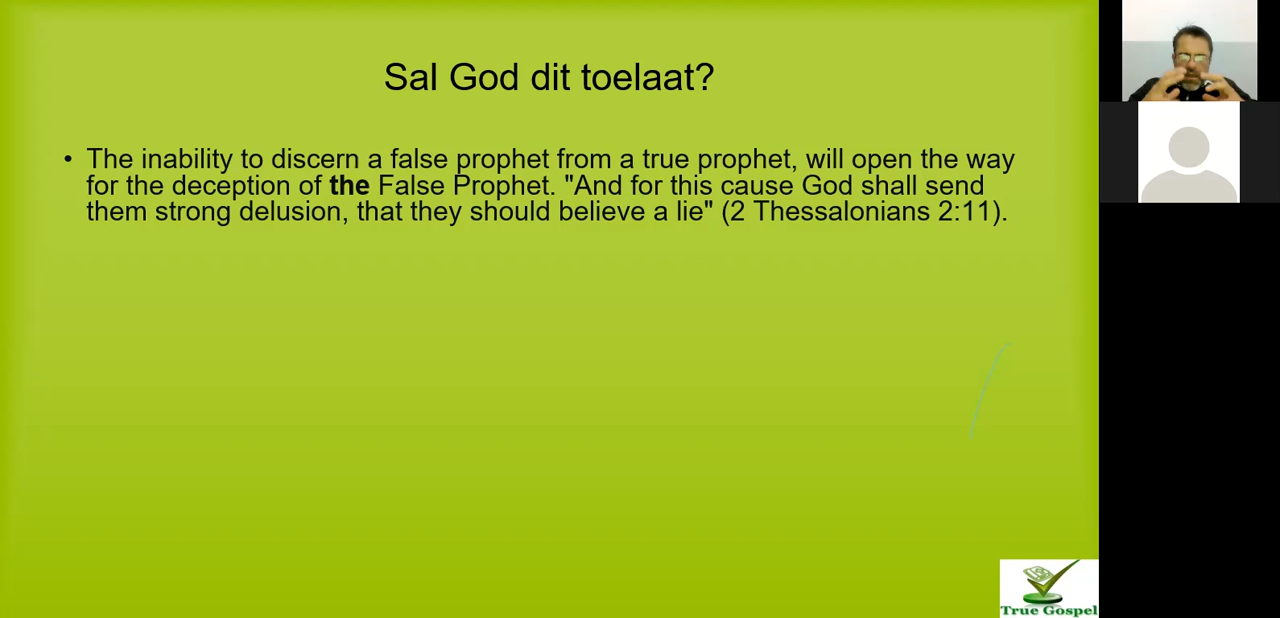 Sal God dit toelaat?
• The inability to discern a false prophet from a true prophet, will open the way
for the deception of the False Prophet. "And for this cause God shall send
them strong delusion, that they should believe a lie" (2 Thessalonians 2:11).
True Gospel